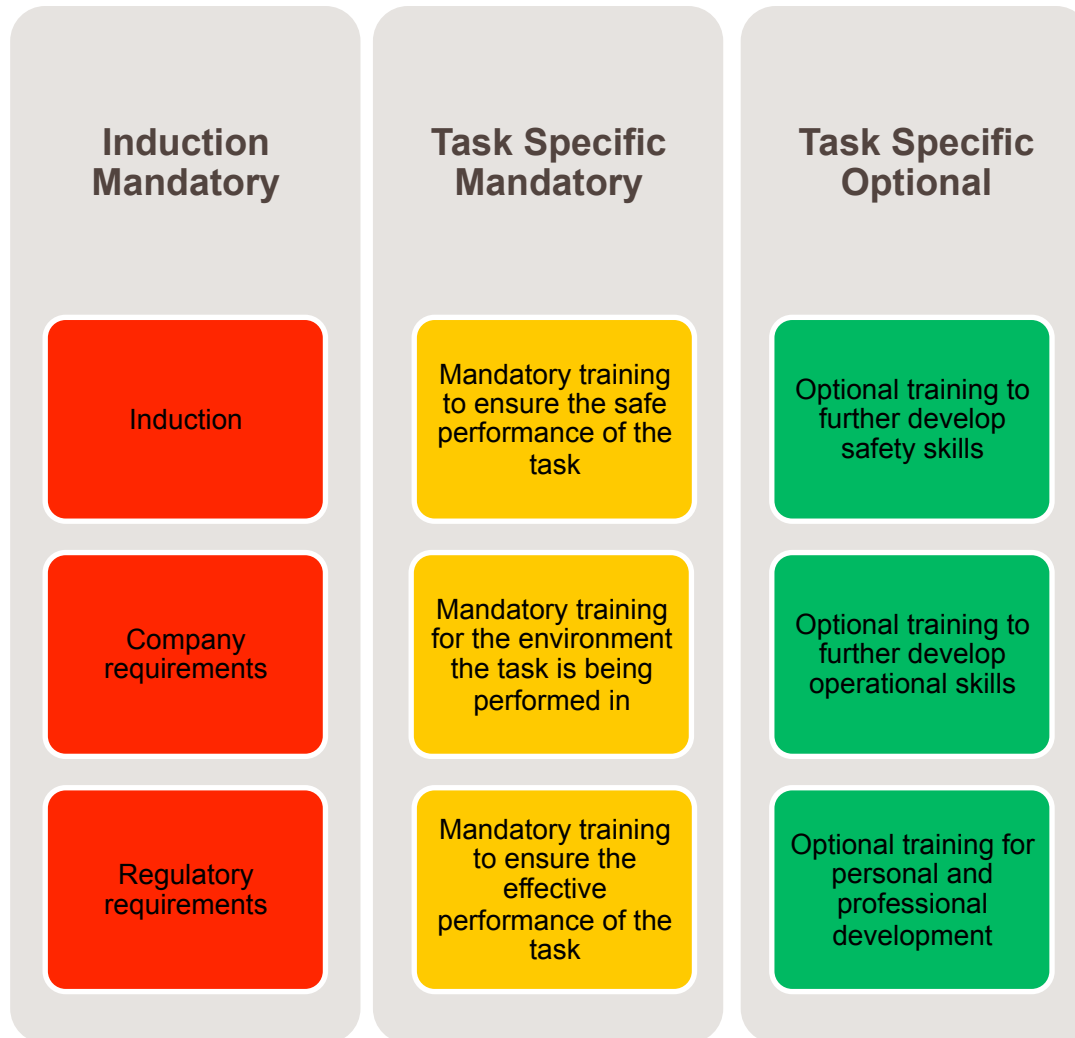 Induction
Mandatory
Induction
Company
requirements
Regulatory
requirements
Task Specific
Mandatory
Mandatory training
to ensure the safe
performance of the
task
Mandatory training
for the environment
the task is being
performed in
Mandatory training
to ensure the
effective
performance of the
task
Task Specific
Optional
Optional training to
further develop
safety skills
Optional training to
further develop
operational skills
Optional training for
personal and
professional
development